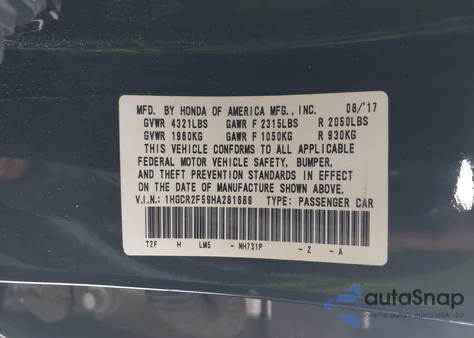 MFD. BY HONDA OF AMERICA MFG., INC. 08/'17
GVWR 4321LBS GAWR F 2315LBS R 2050LBS
GVWR 1960KG GAWR F 1050KG R 930KG
THIS VEHICLE CONFORMS TO ALL APPLICABLE
FEDERAL MOTOR VEHICLE SAFETY, BUMPER,
AND THEFT PREVENTION STANDARDS IN EFFECT
ON THE DATE OF MANUFACTURE SHOWN ABOVE.
V.I.N.: 1HGCR2F59HA281689 TYPE: PASSENGER CAR
T2F H LM5 - NH731P - Z - A
autoSnap